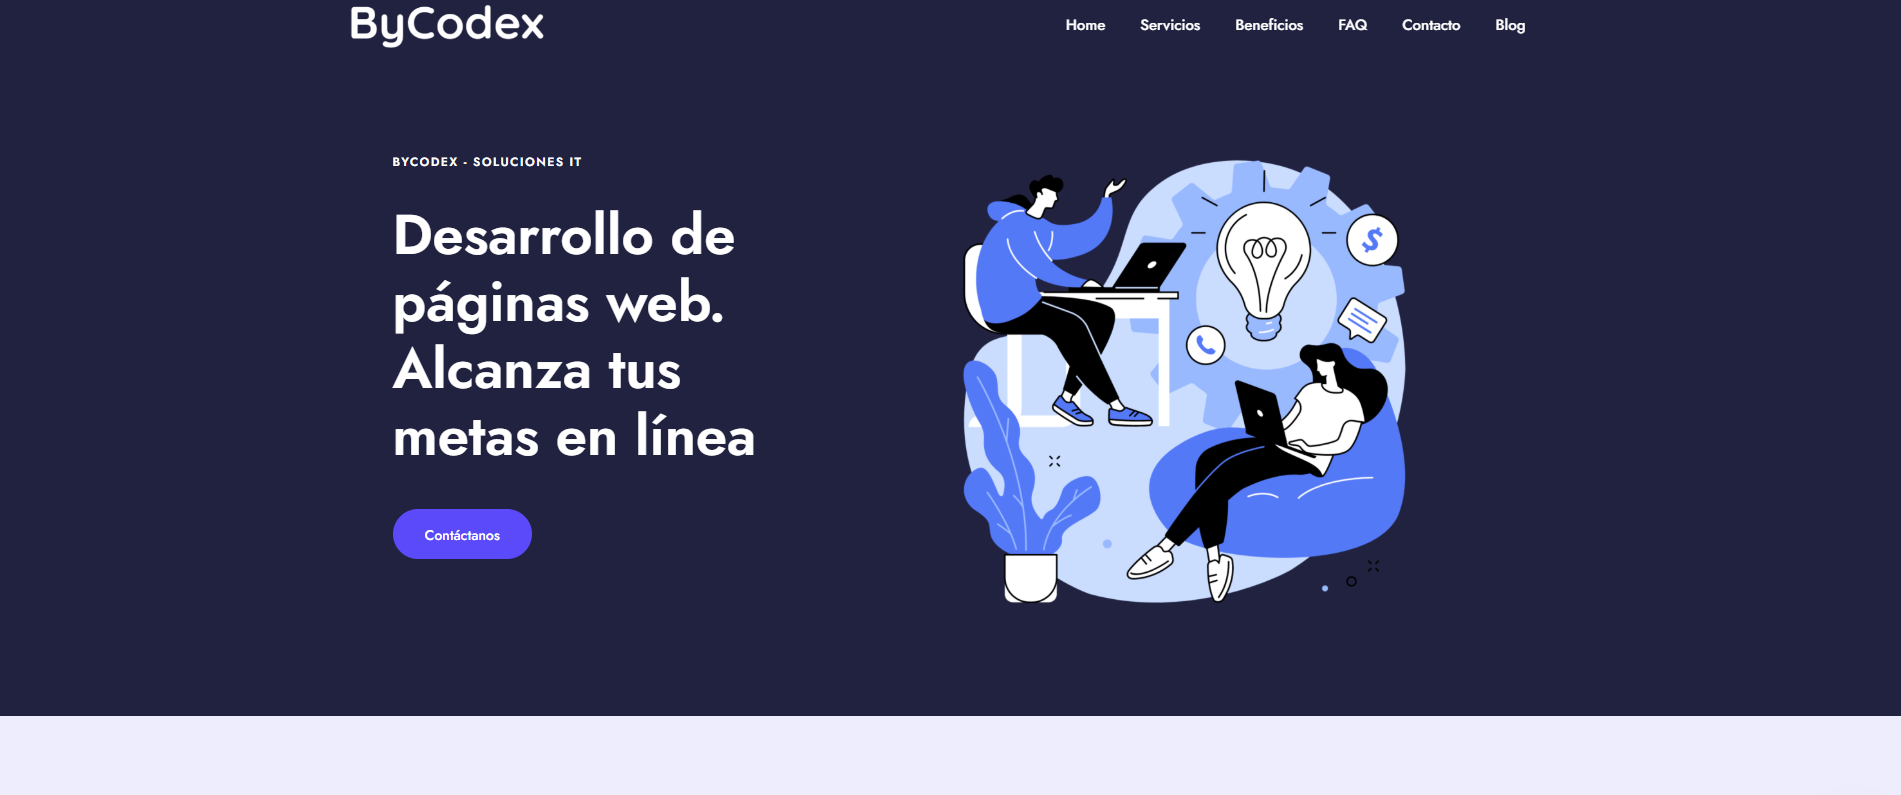 ByCodex
Home Servicios Beneficios FAQ Contacto Blog
BYCODEX - SOLUCIONES IT
Desarrollo de
páginas web.
Alcanza tus
metas en línea
Contáctanos
$